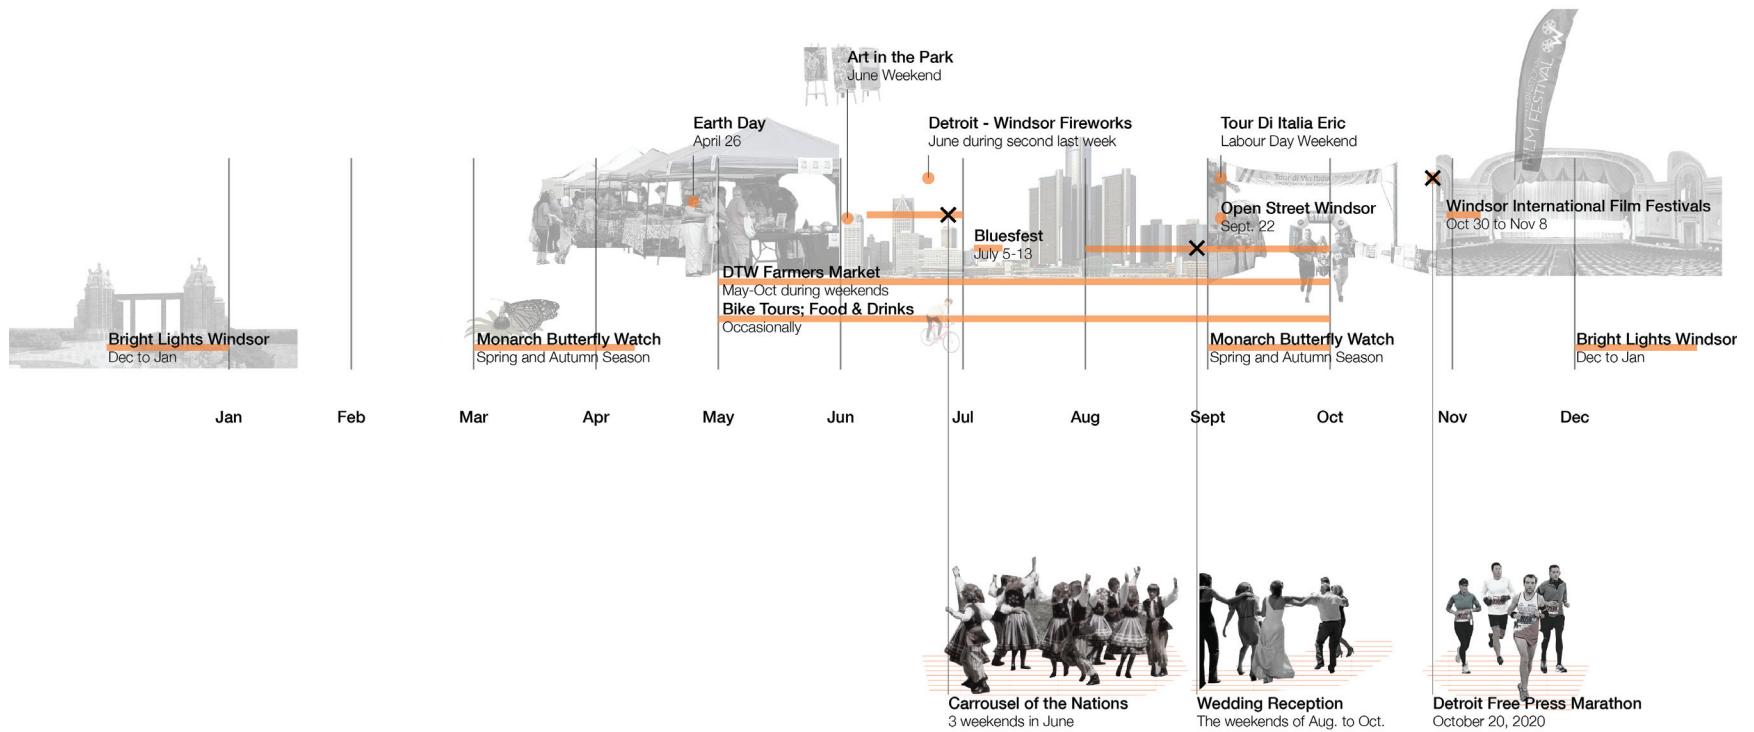 Art in the Park
June Weekend
Earth Day
April 26
Detroit - Windsor Fireworks
June during second last week
Tour Di Italia Eric
Labour Day Weekend
FILM FESTIVAL
Open Street Windsor
Sept. 22
Windsor International Film Festivals
Oct 30 to Nov 8
Bluesfest
July 5-13
DTW Farmers Market
May-Oct during weekends
Bike Tours; Food & Drinks
Occasionally
Bright Lights Windsor
Dec to Jan
Monarch Butterfly Watch
Spring and Autumn Season
Monarch Butterfly Watch
Spring and Autumn Season
Bright Lights Windsor
Dec to Jan
Jan
Feb
Mar
Apr
May
Jun
Jul
Aug
Sept
Oct
Nov
Dec
Carrousel of the Nations
3 weekends in June
Wedding Reception
The weekends of Aug. to Oct.
Detroit Free Press Marathon
October 20, 2020